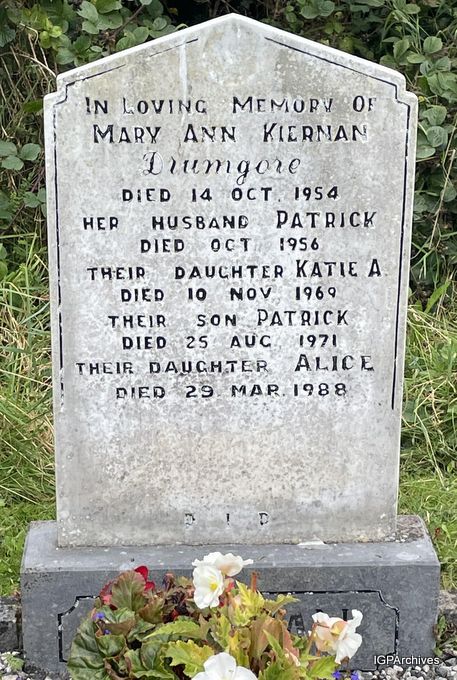 IN LOVING MEMORY OF
MARY ANN KIERNAN
Drumgore
DIED 14 OCT. 1954
HER HUSBAND PATRICK
DIED OCT 1956
THEIR DAUGHTER KATIE A
DIED 10 NOV 1969
THEIR SON PATRICK
DIED 25 AUG 1971
THEIR DAUGHTER ALICE
DIED 29 MAR. 1988
R I P
IGPArchives